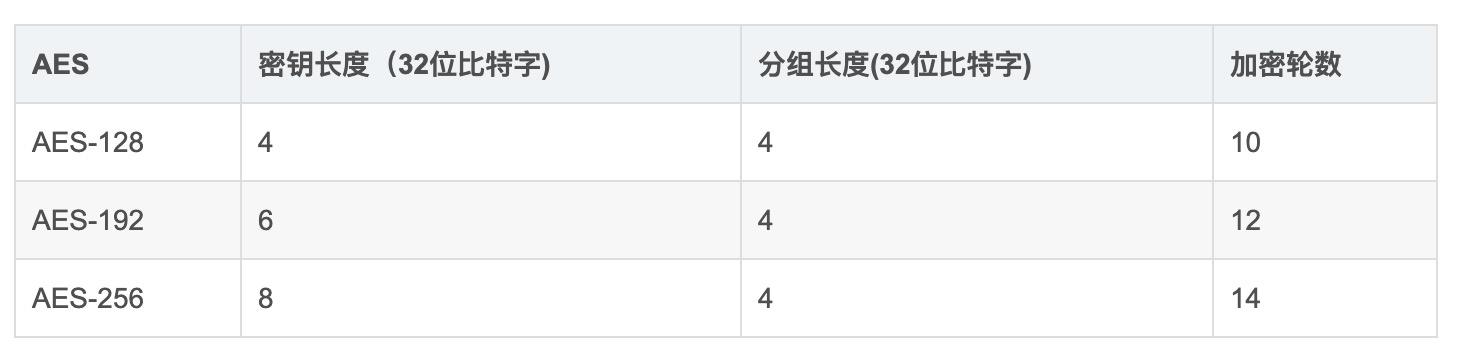 AES 密钥长度（32位比特字) 分组长度(32位比特字) 加密轮数
AES-128 4 4 10
AES-192 6 4 12
AES-256 8 4 14